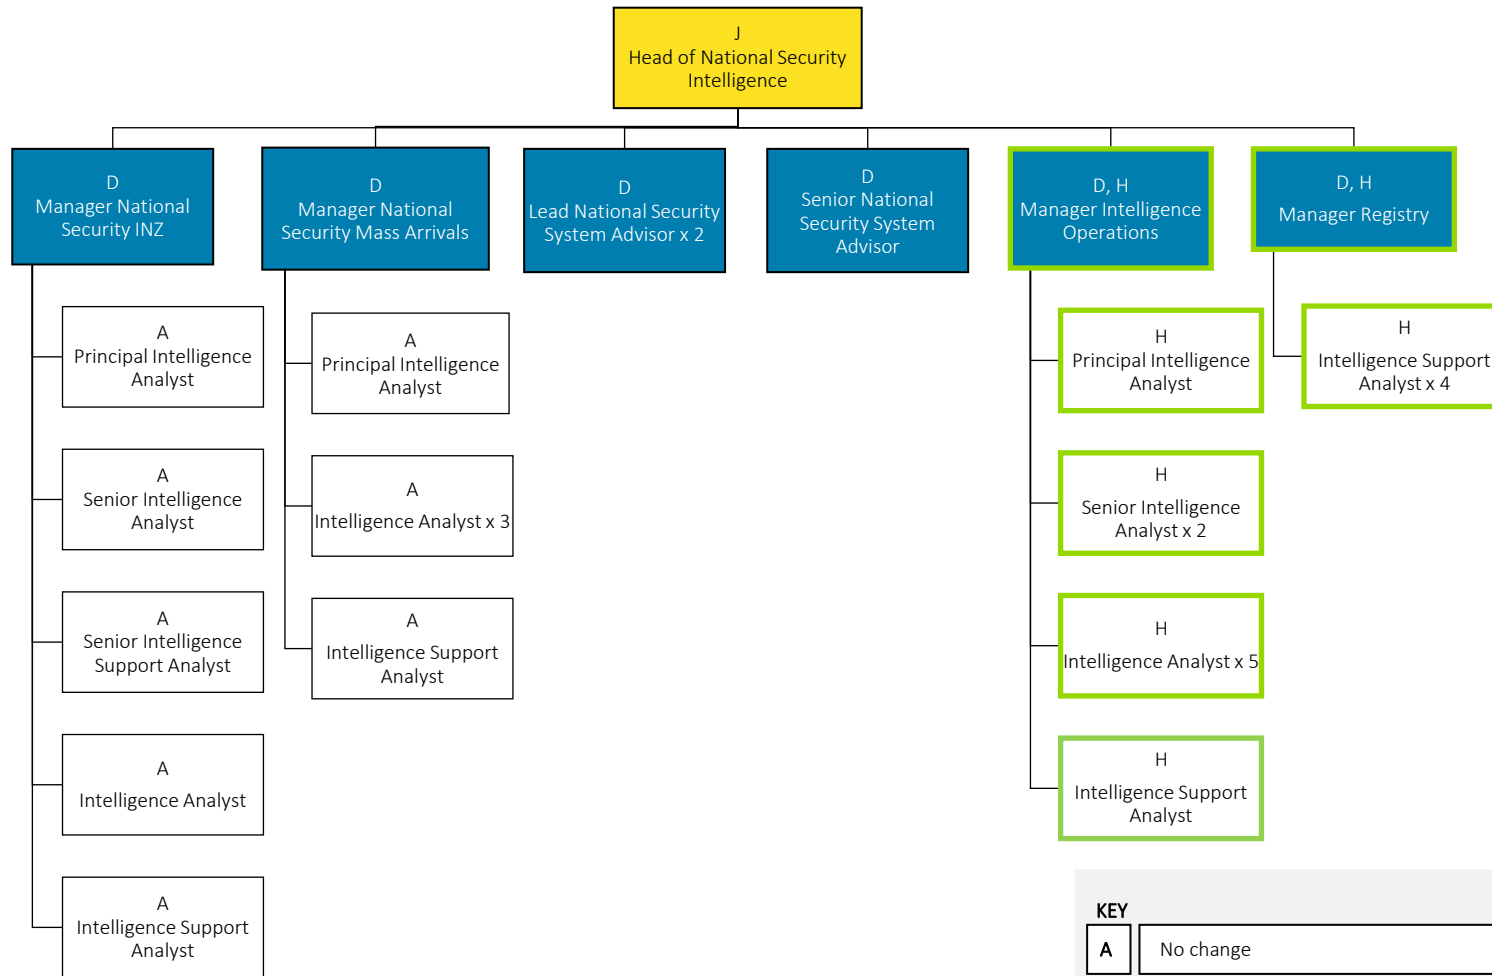 J
Head of National Security
Intelligence
D
Manager National
Security INZ
D
Manager National
Security Mass Arrivals
D
Lead National Security
System Advisor x 2
D
Senior National
Security System
Advisor
D, H
Manager Intelligence
Operations
D, H
Manager Registry
A
Principal Intelligence
Analyst
A
Senior Intelligence
Analyst
A
Senior Intelligence
Support Analyst
A
Intelligence Analyst
A
Intelligence Support
Analyst
A
Principal Intelligence
Analyst
A
Intelligence Analyst x 3
A
Intelligence Support
Analyst
H
Principal Intelligence
Analyst
H
Senior Intelligence
Analyst x 2
H
Intelligence Analyst x 5
H
Intelligence Support
Analyst
H
Intelligence Support
Analyst x 4
KEY
A No change